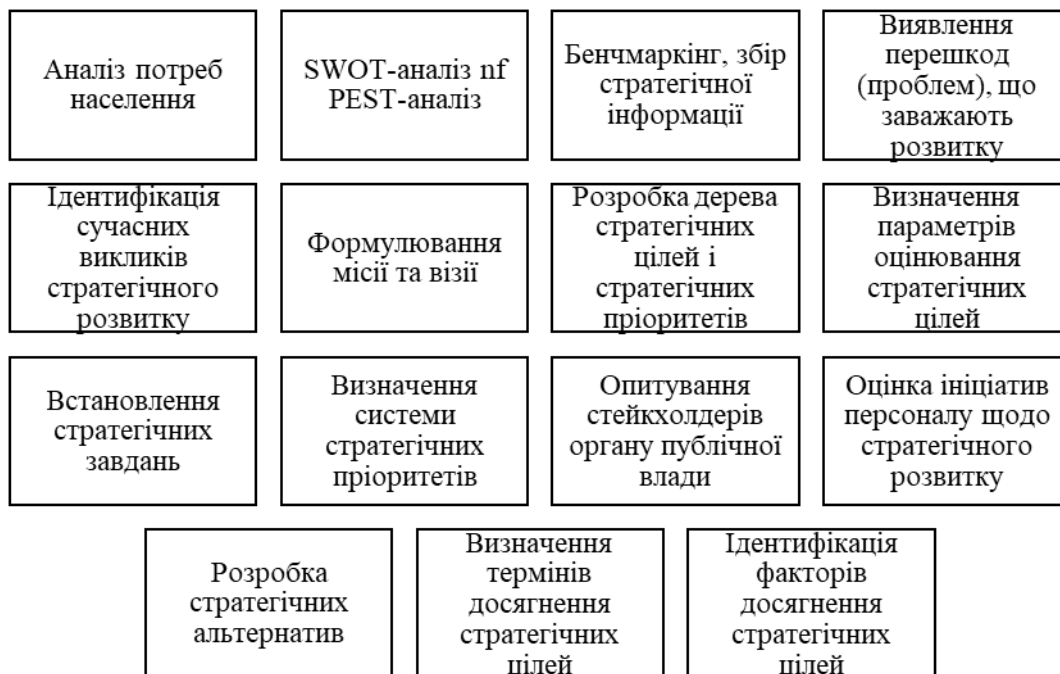 Аналіз потреб
населення
SWOT-аналіз nf
PEST-аналіз
Бенчмаркінг, збір
стратегічної
інформації
Виявлення
перешкод
(проблем), що
заважають
розвитку
Ідентифікація
сучасних
викликів
стратегічного
розвитку
Формулювання
місії та візії
Розробка дерева
стратегічних
цілей і
стратегічних
пріоритетів
Визначення
параметрів
оцінювання
стратегічних
цілей
Встановлення
стратегічних
завдань
Визначення
системи
стратегічних
пріоритетів
Опитування
стейкхолдерів
органу публічної
влади
Оцінка ініціатив
персоналу щодо
стратегічного
розвитку
Розробка
стратегічних
альтернатив
Визначення
термінів
досягнення
стратегічних
цілей
Ідентифікація
факторів
досягнення
стратегічних
цілей